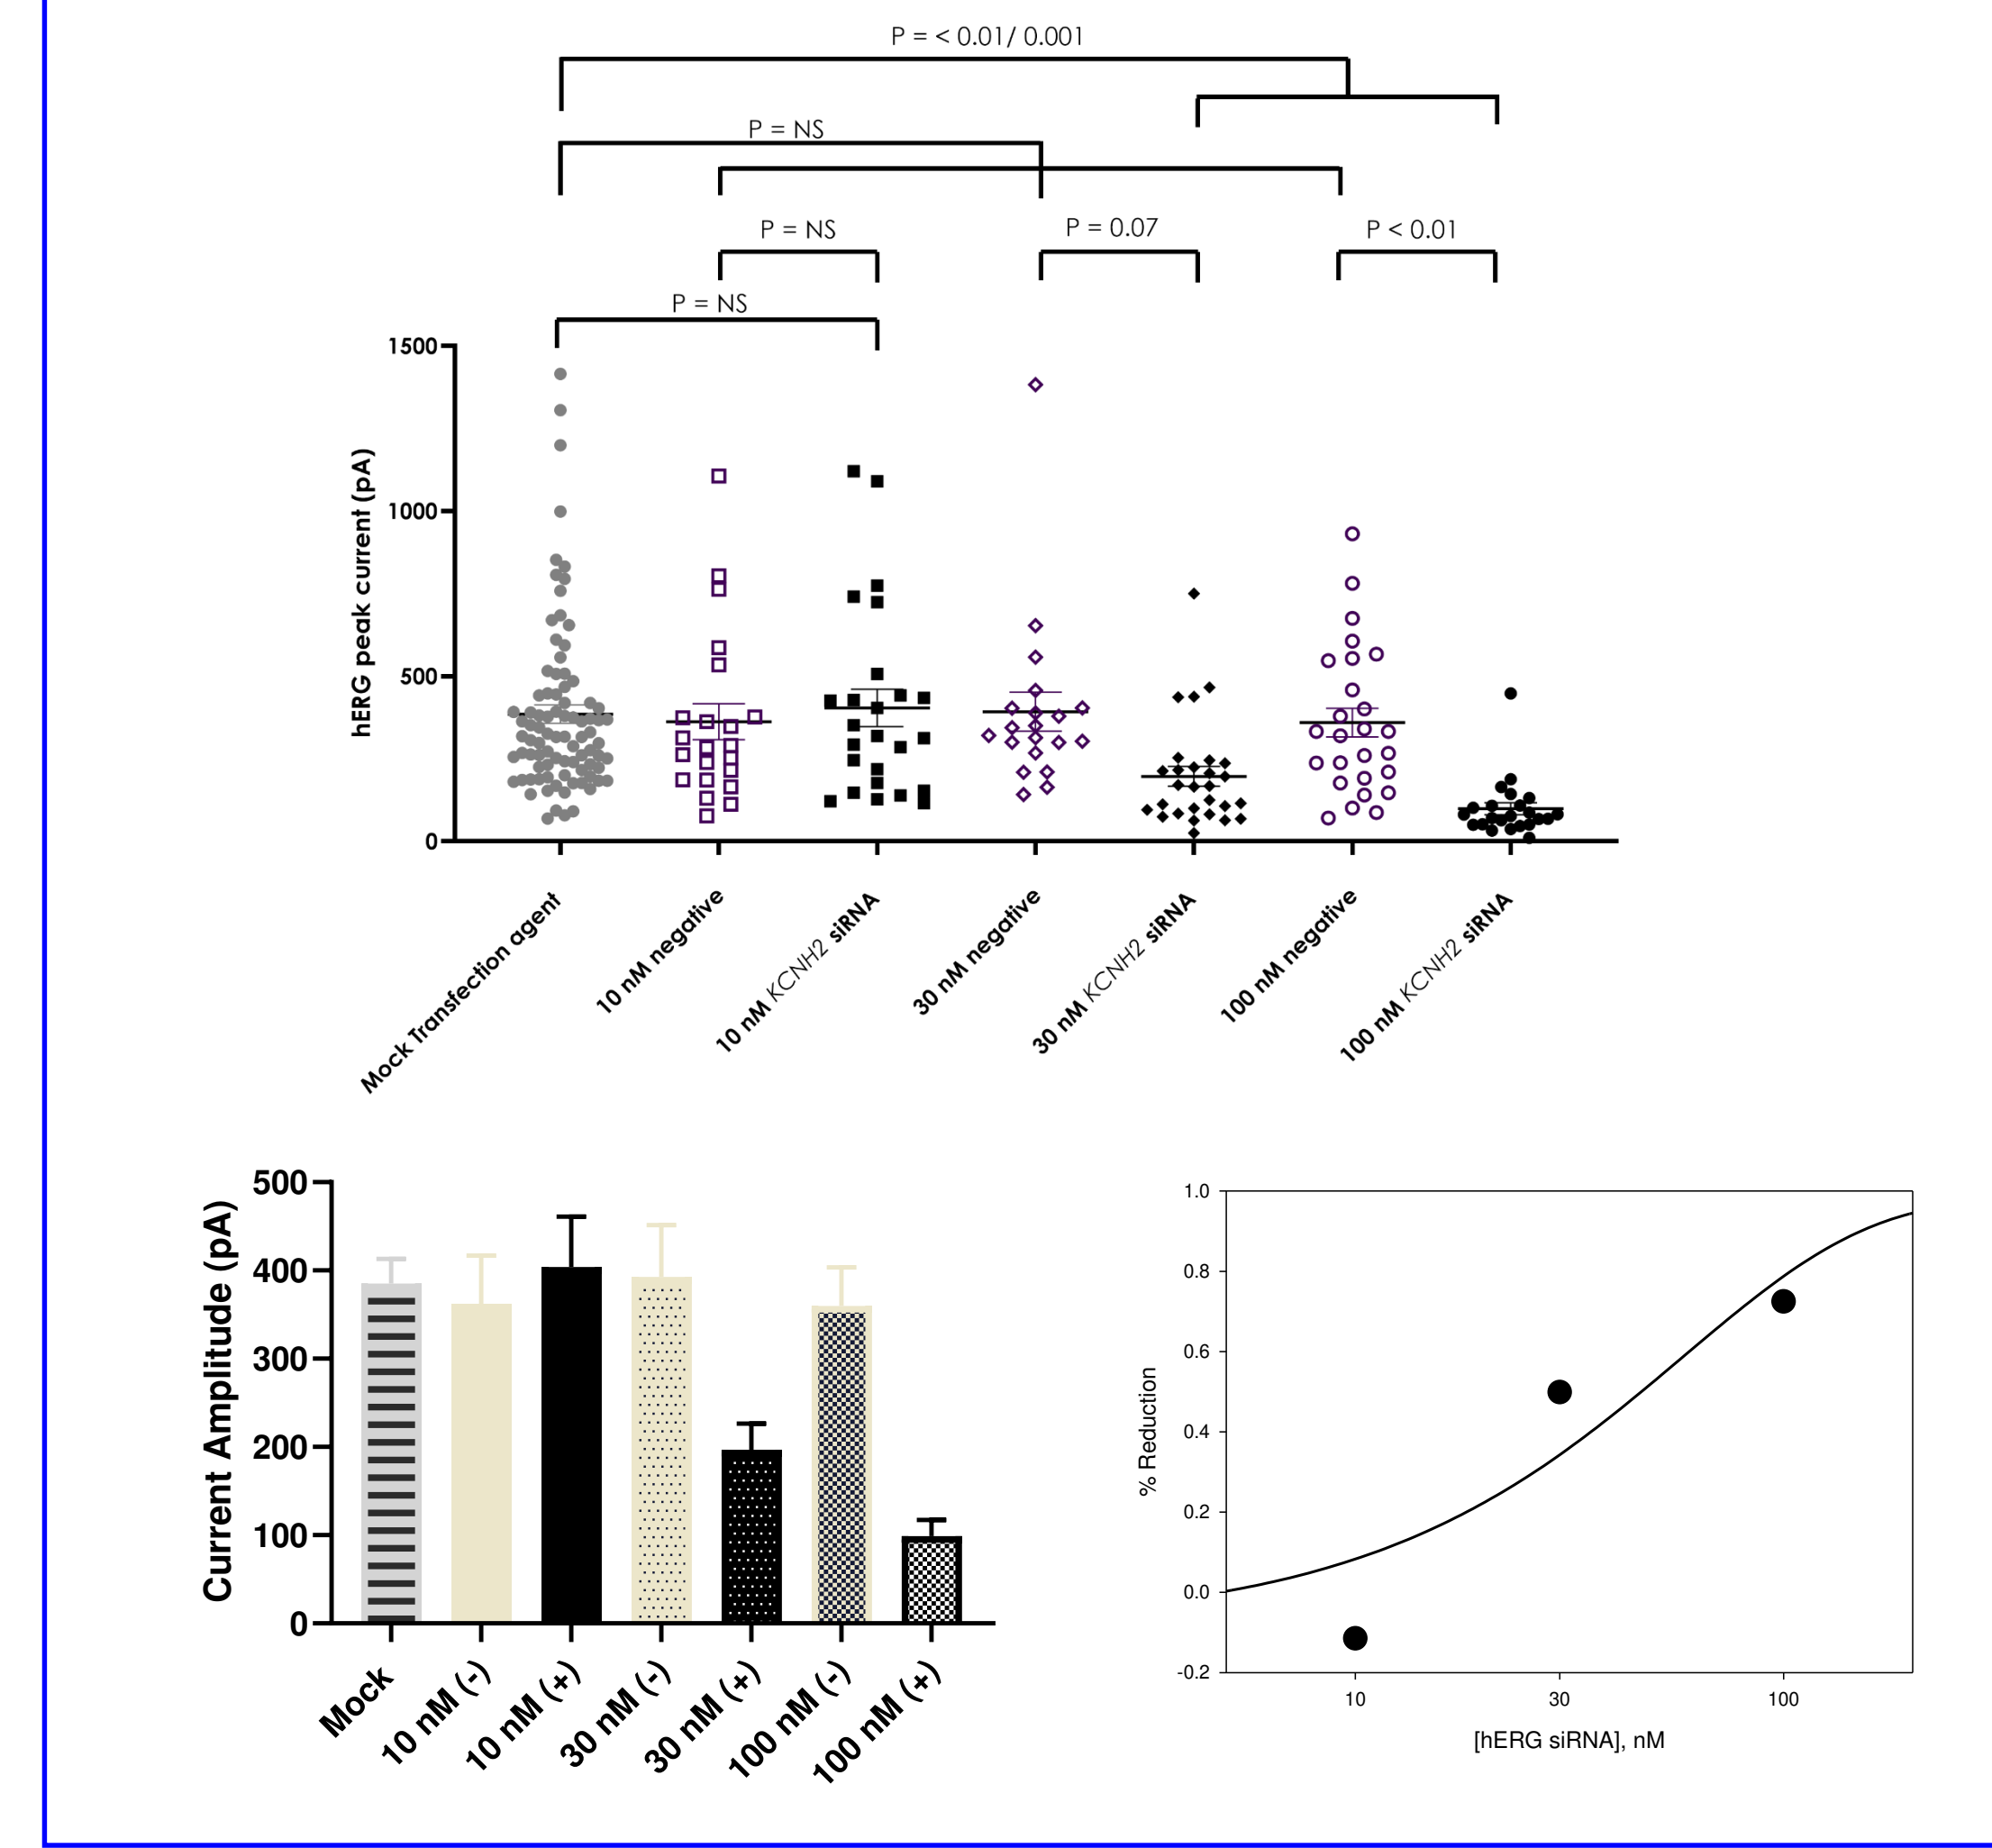 P = < 0.01/ 0.001
P = NS
P = NS
P = 0.07
P < 0.01
P = NS
hERG peak current (pA)
1500
1000
500
0
Mock Transfection agent
10 nM negative
10 nM KCNH2 siRNA
30 nM negative
30 nM KCNH2 siRNA
100 nM negative
100 nM KCNH2 siRNA
Current Amplitude (pA)
500
400
300
200
100
0
Mock
10 nM (-)
10 nM (+)
30 nM (-)
30 nM (+)
100 nM (-)
100 nM (+)
% Reduction
1.0
0.8
0.6
0.4
0.2
0.0
-0.2
10
30
100
[hERG siRNA], nM